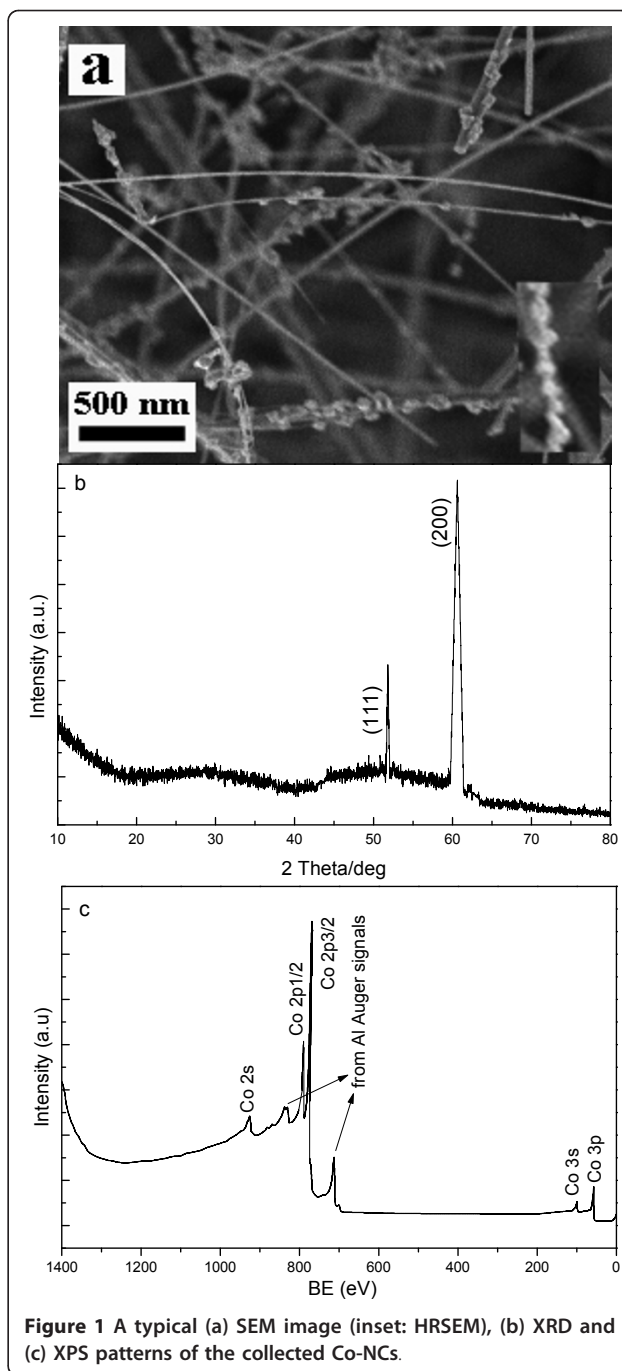 a
500 nm
b
(200)
(111)
Intensity (a.u.)
10 20 30 40 50 60 70 80
2 Theta/deg
c
Co 2s
Co 2p1/2
Co 2p3/2
from Al Auger signals
Co 3s
Co 3p
Intensity (a.u)
1400 1200 1000 800 600 400 200 0
BE (eV)
Figure 1 A typical (a) SEM image (inset: HRSEM), (b) XRD and
(c) XPS patterns of the collected Co-NCs.